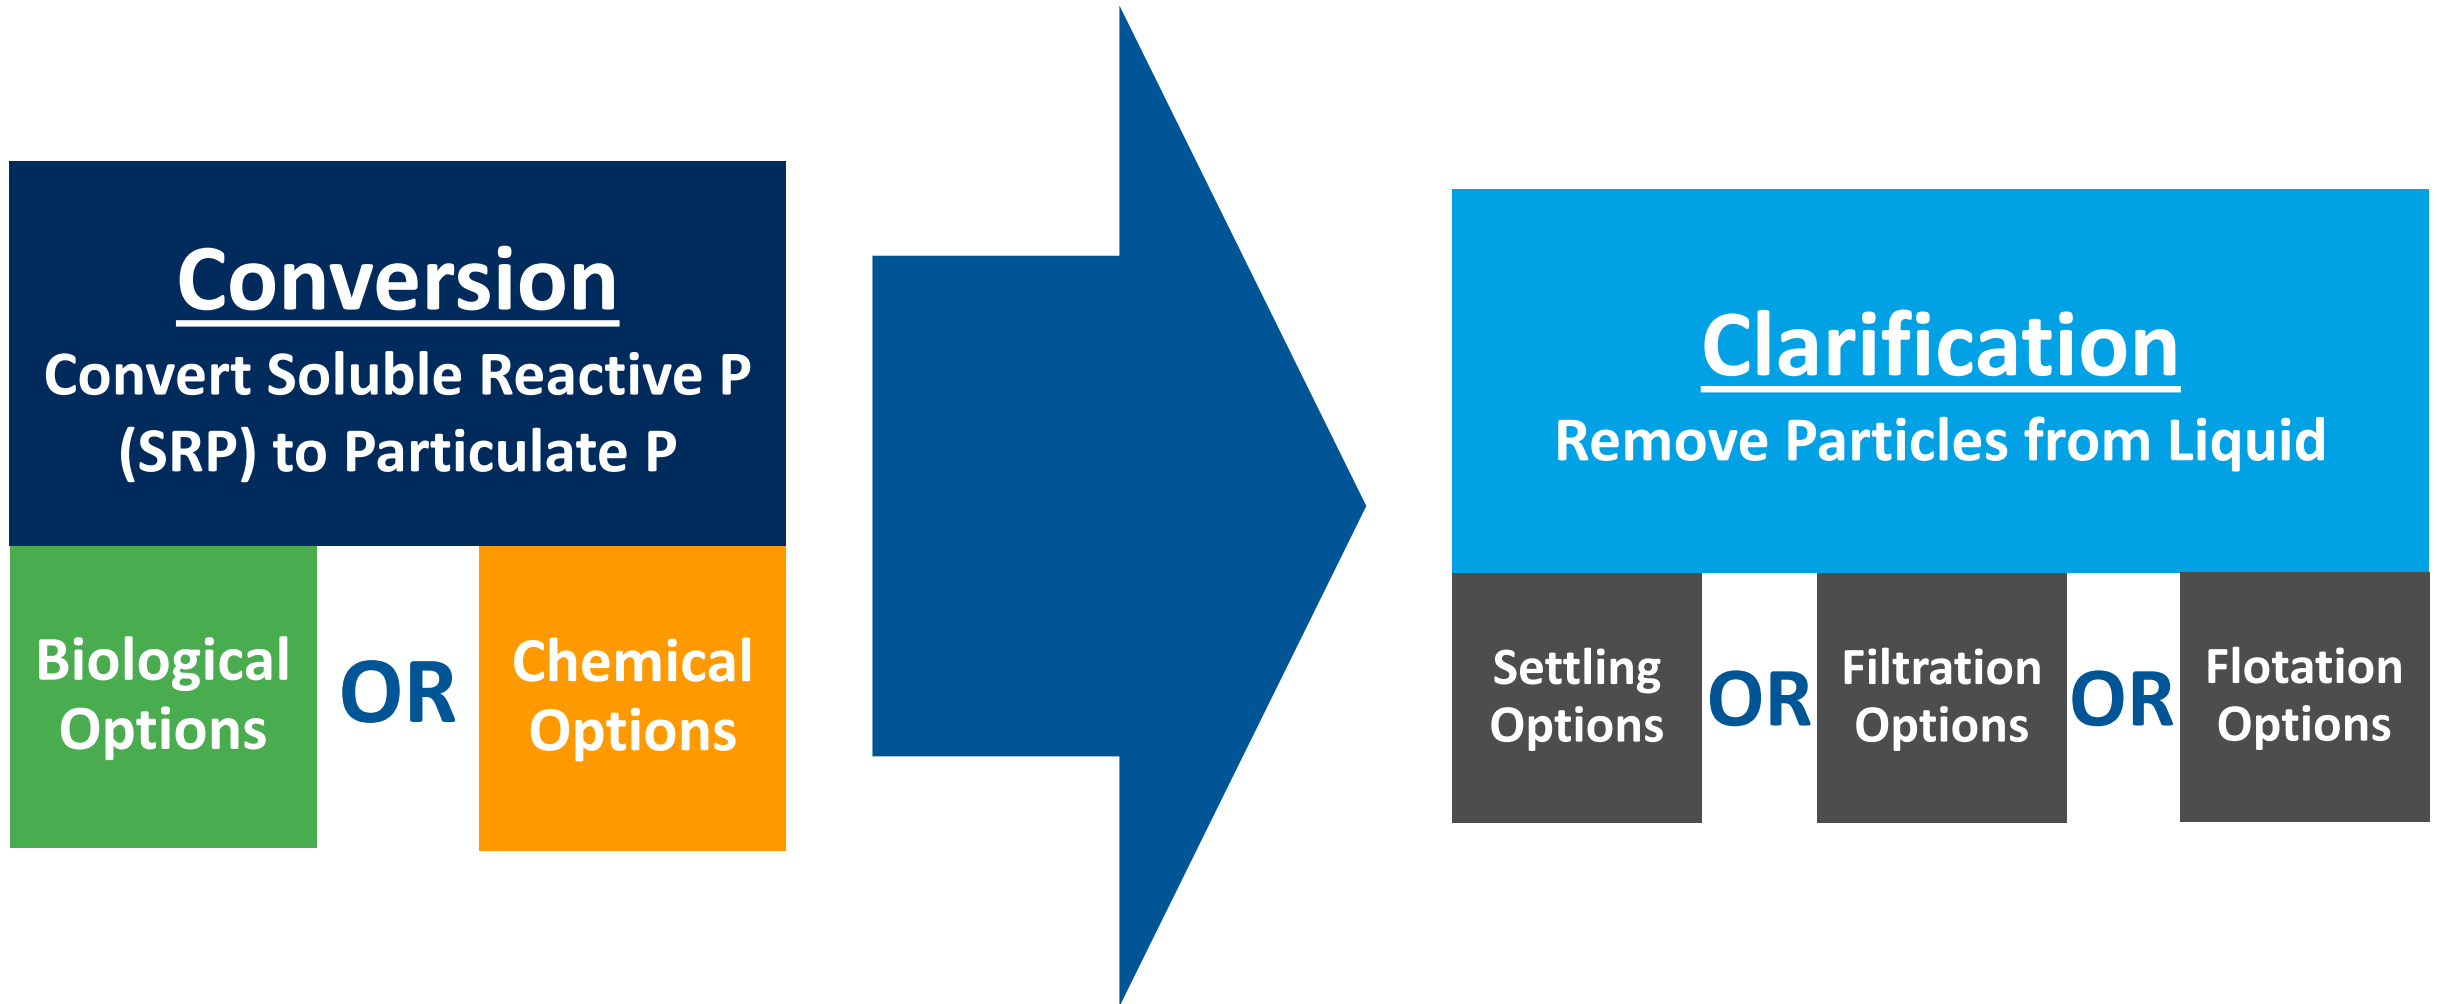 Conversion
Convert Soluble Reactive P
(SRP) to Particulate P
Biological
Options
OR
Chemical
Options
Clarification
Remove Particles from Liquid
Settling
Options
OR
Filtration
Options
OR
Flotation
Options